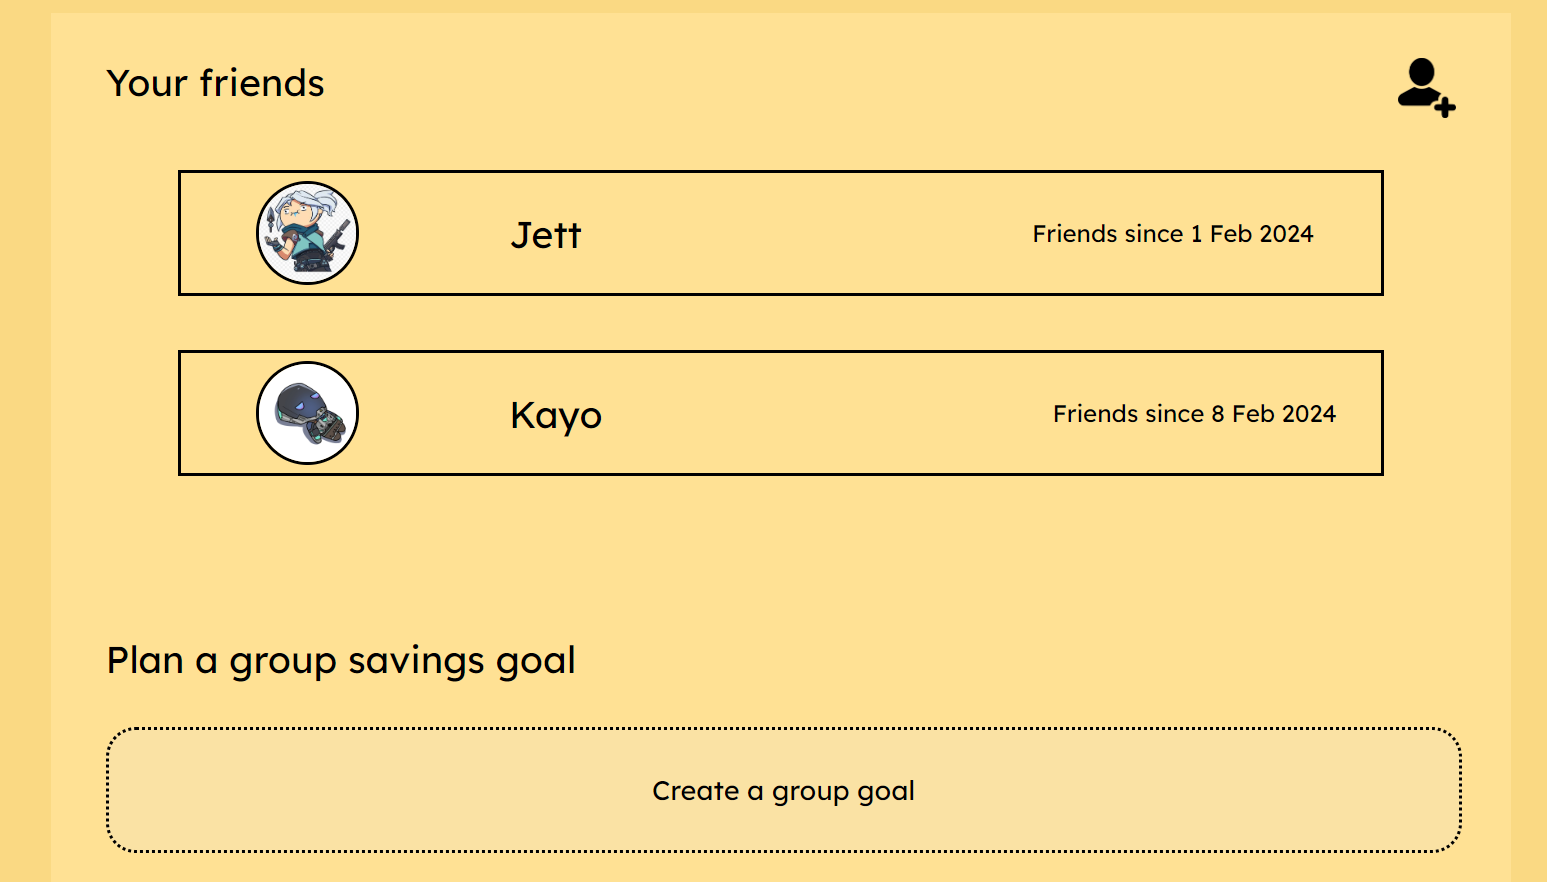 Your friends
Jett
Friends since 1 Feb 2024
Kayo
Friends since 8 Feb 2024
Plan a group savings goal
Create a group goal